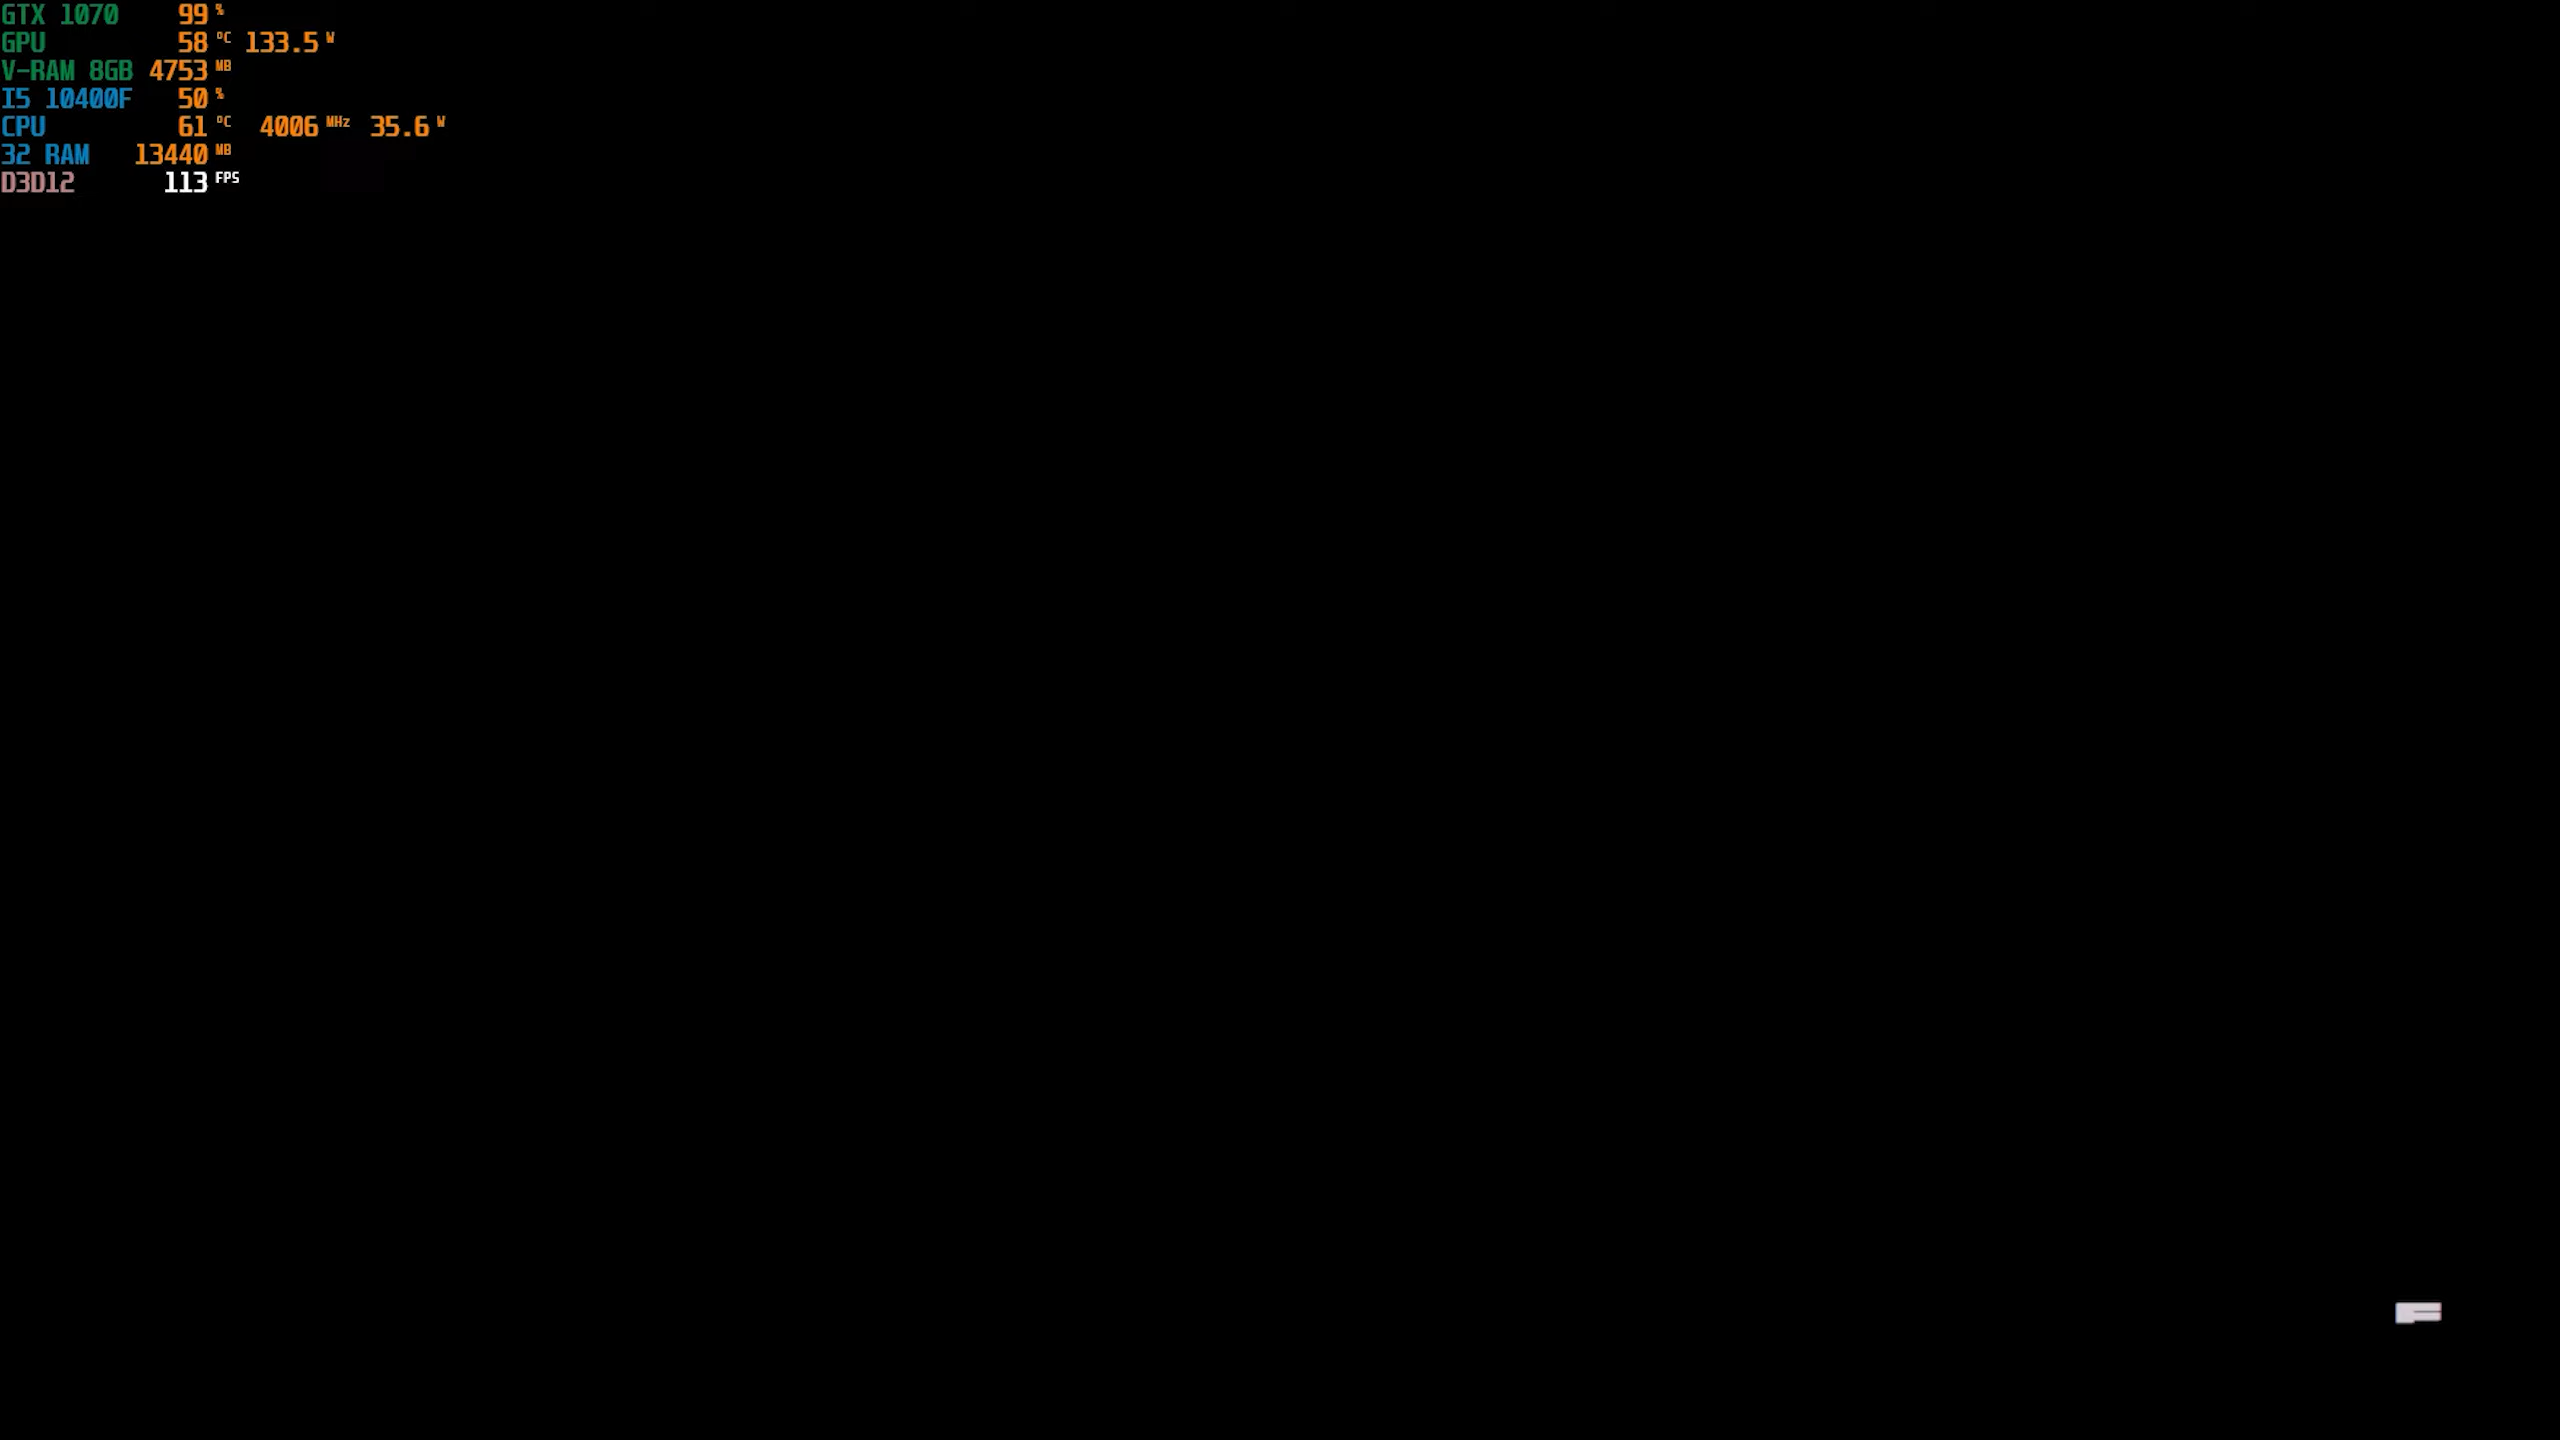 GTX 1070 99 %
GPU 58 °C 133.5 W
V-RAM 8GB 4753 MB
I5 10400F 50 %
CPU 61 °C 4006 MHz 35.6 W
32 RAM 13440 MB
D3D12 113 FPS